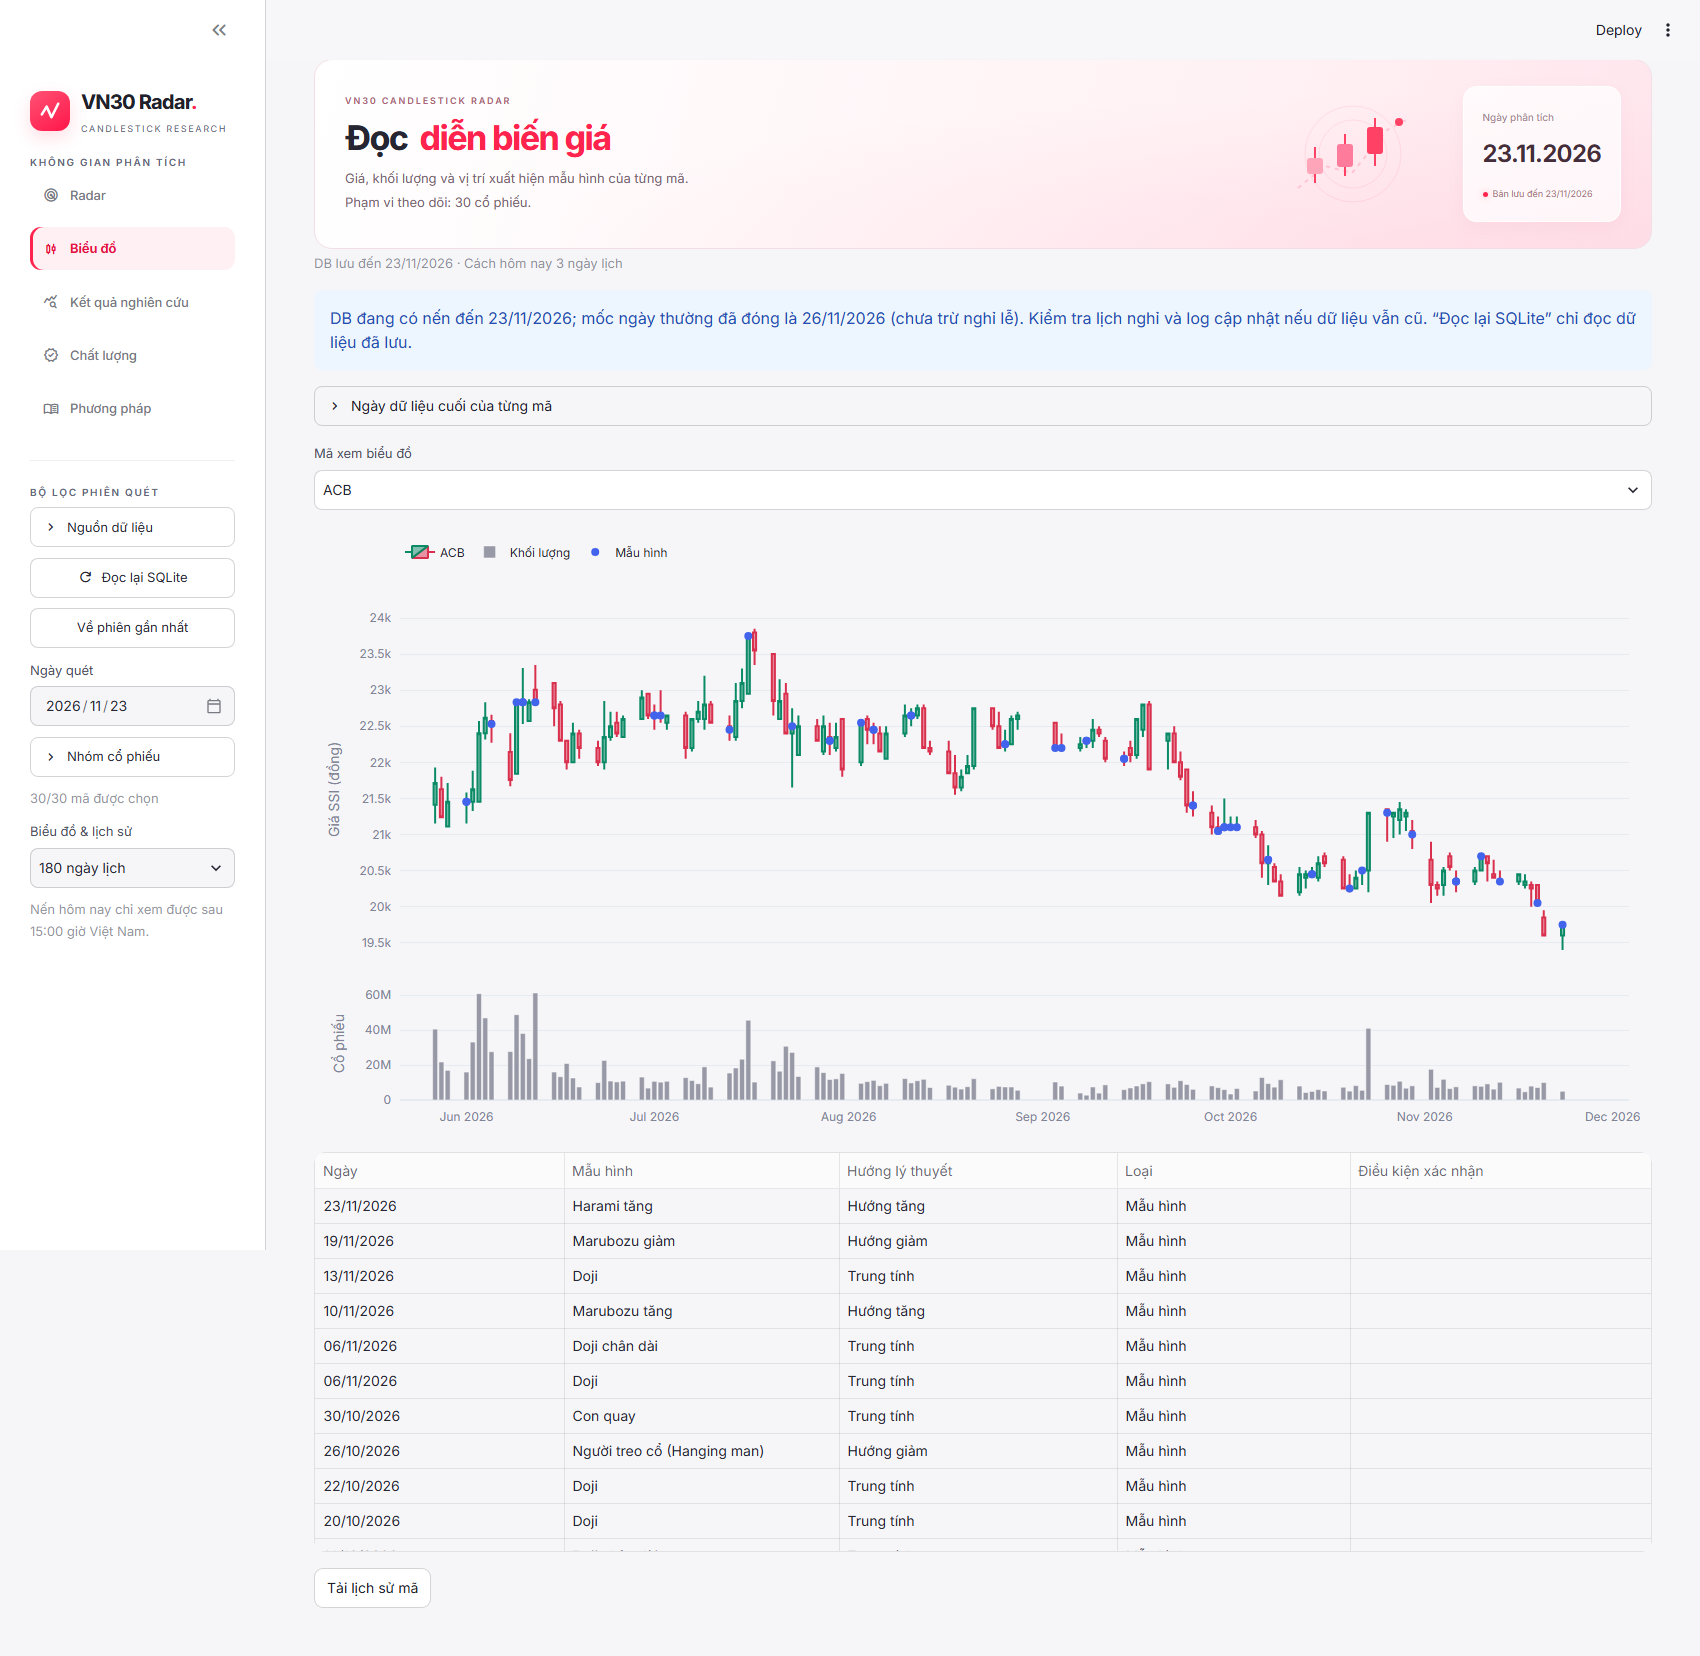 VN30 Radar.
CANDLESTICK RESEARCH
KHÔNG GIAN PHÂN TÍCH
Radar
Biểu đồ
Kết quả nghiên cứu
Chất lượng
Phương pháp
BỘ LỌC PHIÊN QUÉT
Nguồn dữ liệu
Đọc lại SQLite
Về phiên gần nhất
Ngày quét
2026/11/23
Nhóm cổ phiếu
30/30 mã được chọn
Biểu đồ & lịch sử
180 ngày lịch
Nến hôm nay chỉ xem được sau
15:00 giờ Việt Nam.
Deploy
VN30 CANDLESTICK RADAR
Đọc diễn biến giá
Giá, khối lượng và vị trí xuất hiện mẫu hình của từng mã.
Phạm vi theo dõi: 30 cổ phiếu.
Ngày phân tích
23.11.2026
Bản lưu đến 23/11/2026
DB lưu đến 23/11/2026 · Cách hôm nay 3 ngày lịch
DB đang có nến đến 23/11/2026; mốc ngày thường đã đóng là 26/11/2026 (chưa trừ nghỉ lễ). Kiểm tra lịch nghỉ và log cập nhật nếu dữ liệu vẫn cũ. “Đọc lại SQLite” chỉ đọc dữ
liệu đã lưu.
Ngày dữ liệu cuối của từng mã
Mã xem biểu đồ
ACB
ACB Khối lượng Mẫu hình
Giá SSI (đồng)
24k
23.5k
23k
22.5k
22k
21.5k
21k
20.5k
20k
19.5k
Cổ phiếu
60M
40M
20M
0
Jun 2026 Jul 2026 Aug 2026 Sep 2026 Oct 2026 Nov 2026 Dec 2026
Ngày Mẫu hình Hướng lý thuyết Loại Điều kiện xác nhận
23/11/2026 Harami tăng Hướng tăng Mẫu hình
19/11/2026 Marubozu giảm Hướng giảm Mẫu hình
13/11/2026 Doji Trung tính Mẫu hình
10/11/2026 Marubozu tăng Hướng tăng Mẫu hình
06/11/2026 Doji chân dài Trung tính Mẫu hình
06/11/2026 Doji Trung tính Mẫu hình
30/10/2026 Con quay Trung tính Mẫu hình
26/10/2026 Người treo cổ (Hanging man) Hướng giảm Mẫu hình
22/10/2026 Doji Trung tính Mẫu hình
20/10/2026 Doji Trung tính Mẫu hình
Tải lịch sử mã